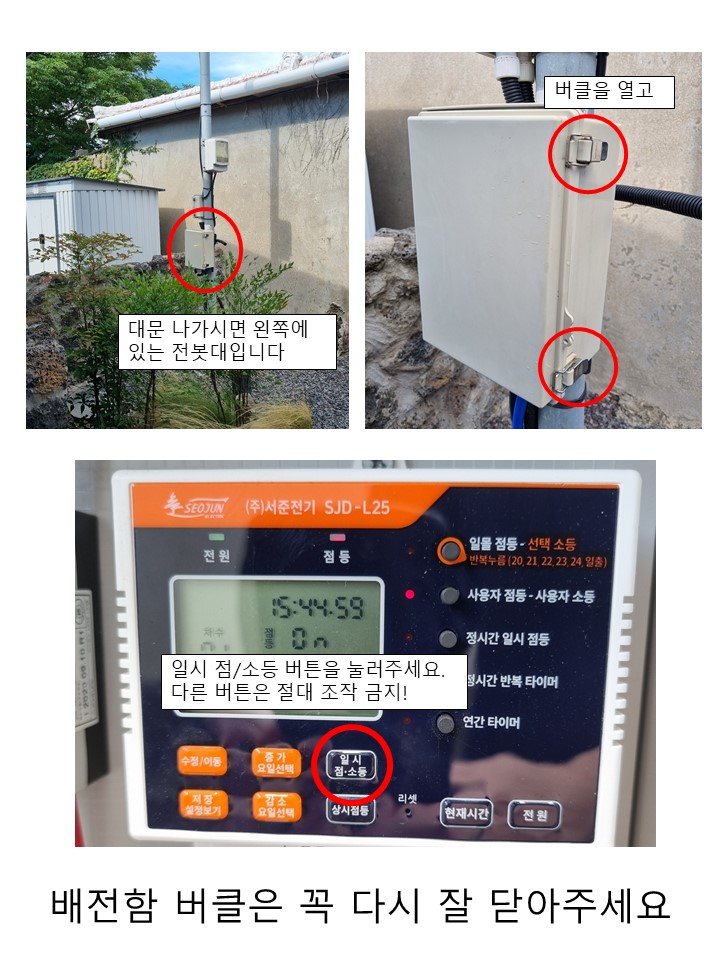 버클을 열고
대문 나가시면 왼쪽에
있는 전봇대입니다
SEOJUN
ELECTRIC
(주)서준전기 SJD-L25
전원
점등
일몰 점등 - 선택 소등
반복누름 (20, 21, 22, 23, 24, 일출)
15:44:59
사용자 점등 - 사용자 소등
점등
On
정시간 일시 점등
일시 점/소등 버튼을 눌러주세요.
다른 버튼은 절대 조작 금지!
정시간 반복 타이머
연간 타이머
수정/이동
증 가
요일선택
일 시
점·소등
저 장
설정보기
감 소
요일선택
상시점등
리셋
현재시간
전 원
배전함 버클은 꼭 다시 잘 닫아주세요